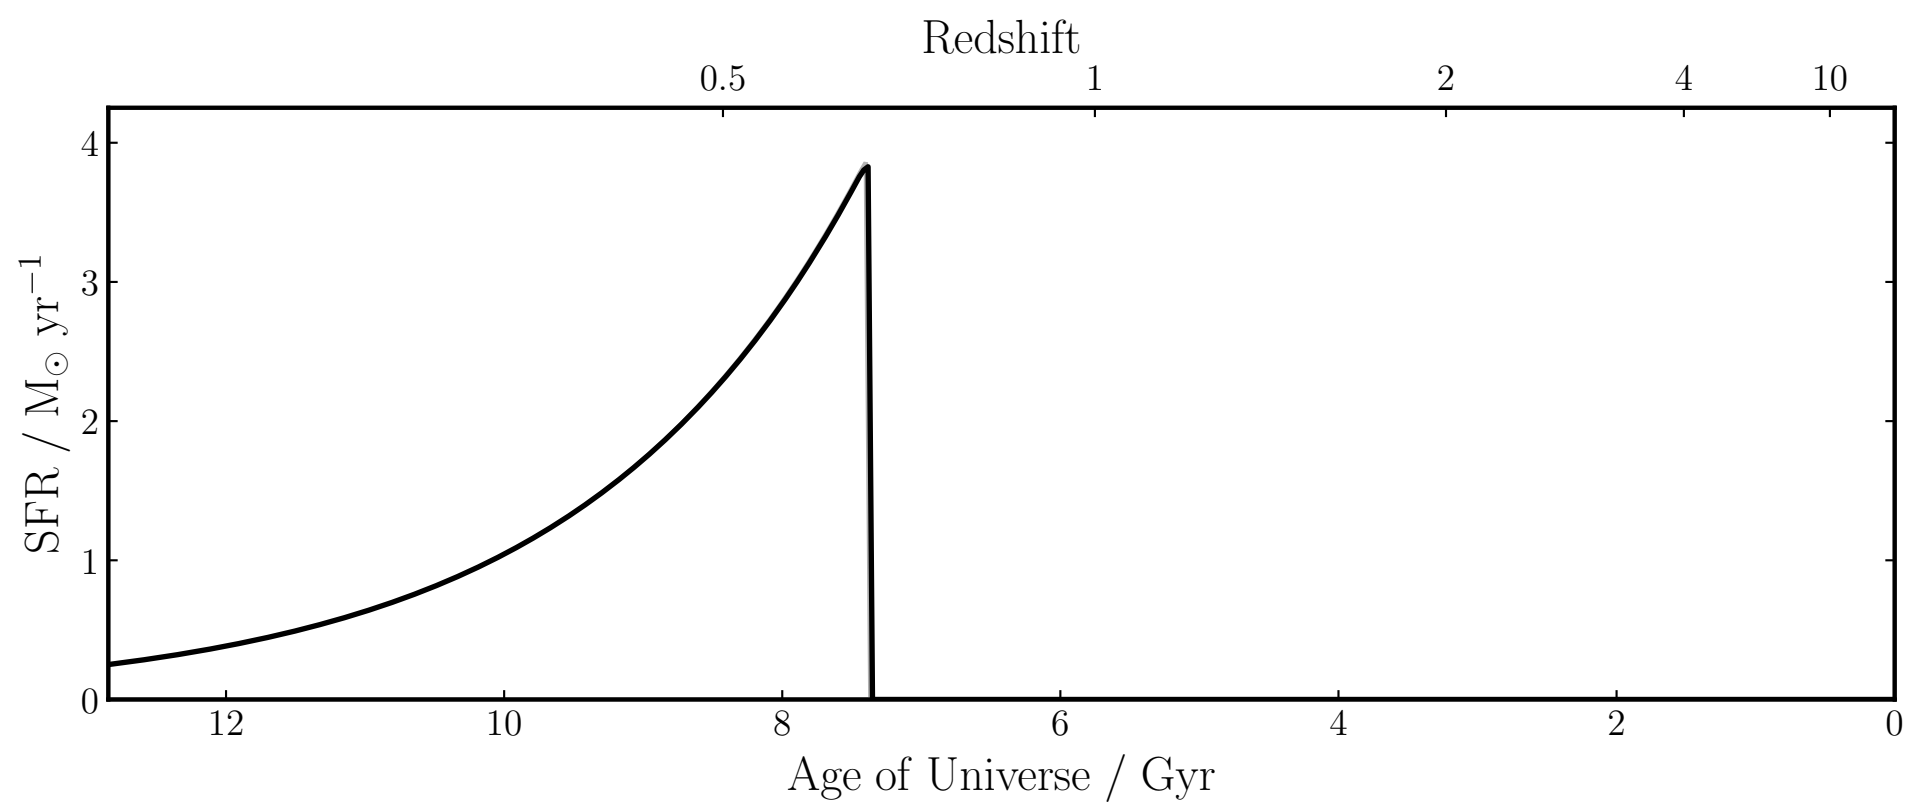 Redshift
0.5 1 2 4 10
4
3
2
1
0
SFR / M⊙ yr⁻¹
12 10 8 6 4 2 0
Age of Universe / Gyr